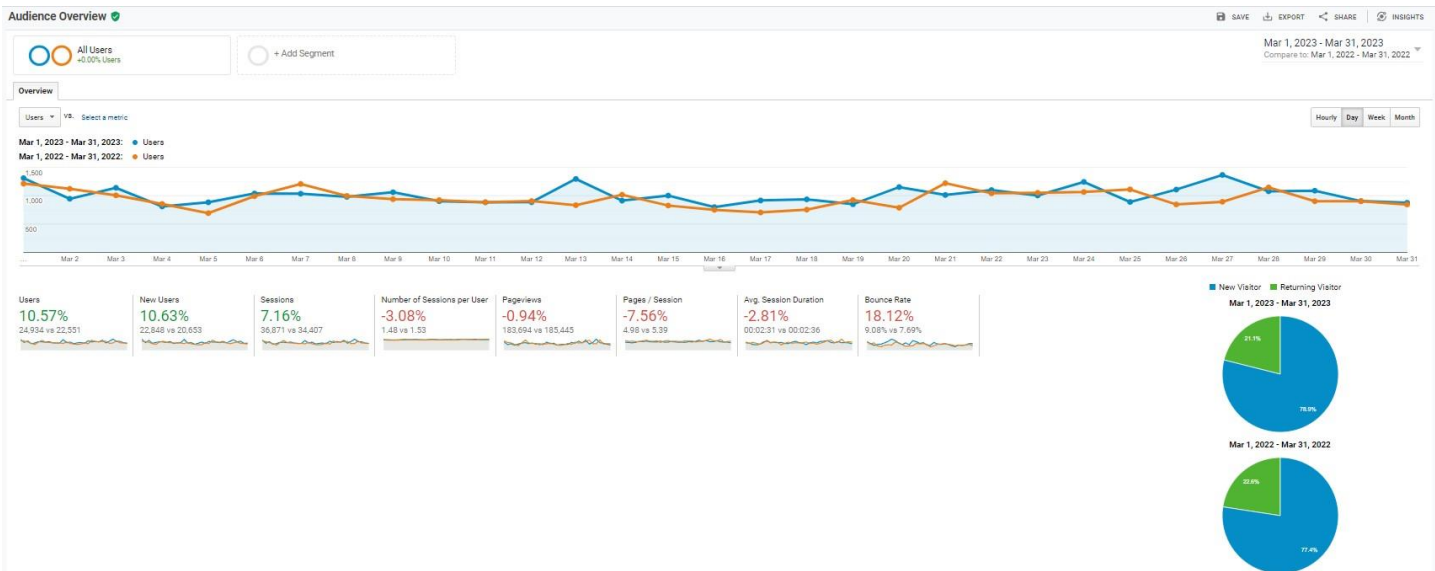 Audience Overview
SAVE EXPORT SHARE INSIGHTS
All Users
+0.00% Users
+ Add Segment
Mar 1, 2023 - Mar 31, 2023
Compare to: Mar 1, 2022 - Mar 31, 2022
Overview
Users VS. Select a metric
Hourly Day Week Month
Mar 1, 2023 - Mar 31, 2023: Users
Mar 1, 2022 - Mar 31, 2022: Users
1,500
1,000
500
... Mar 2 Mar 3 Mar 4 Mar 5 Mar 6 Mar 7 Mar 8 Mar 9 Mar 10 Mar 11 Mar 12 Mar 13 Mar 14 Mar 15 Mar 16 Mar 17 Mar 18 Mar 19 Mar 20 Mar 21 Mar 22 Mar 23 Mar 24 Mar 25 Mar 26 Mar 27 Mar 28 Mar 29 Mar 30 Mar 31
Users
10.57%
24,934 vs 22,551
New Users
10.63%
22,848 vs 20,653
Sessions
7.16%
36,871 vs 34,407
Number of Sessions per User
-3.08%
1.48 vs 1.53
Pageviews
-0.94%
183,694 vs 185,445
Pages / Session
-7.56%
4.98 vs 5.39
Avg. Session Duration
-2.81%
00:02:31 vs 00:02:36
Bounce Rate
18.12%
9.08% vs 7.69%
New Visitor Returning Visitor
Mar 1, 2023 - Mar 31, 2023
21.1%
78.9%
Mar 1, 2022 - Mar 31, 2022
22.6%
77.4%